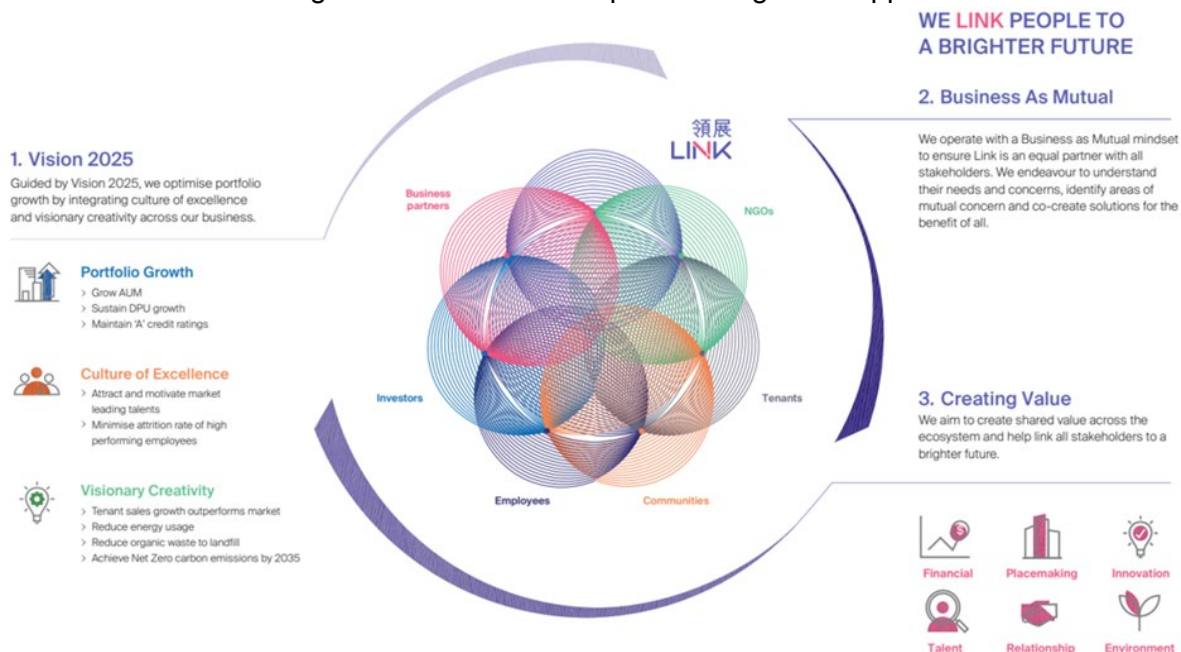 WE LINK PEOPLE TO
A BRIGHTER FUTURE
1. Vision 2025
Guided by Vision 2025, we optimise portfolio
growth by integrating culture of excellence
and visionary creativity across our business.
Portfolio Growth
> Grow AUM
> Sustain DPU growth
> Maintain ‘A’ credit ratings
Culture of Excellence
> Attract and motivate market
leading talents
> Minimise attrition rate of high
performing employees
Visionary Creativity
> Tenant sales growth outperforms market
> Reduce energy usage
> Reduce organic waste to landfill
> Achieve Net Zero carbon emissions by 2035
領展
LINK
Business
partners
NGOs
Investors
Tenants
Employees
Communities
2. Business As Mutual
We operate with a Business as Mutual mindset
to ensure Link is an equal partner with all
stakeholders. We endeavour to understand
their needs and concerns, identify areas of
mutual concern and co-create solutions for the
benefit of all.
3. Creating Value
We aim to create shared value across the
ecosystem and help link all stakeholders to a
brighter future.
$
Financial
Placemaking
Innovation
Talent
Relationship
Environment